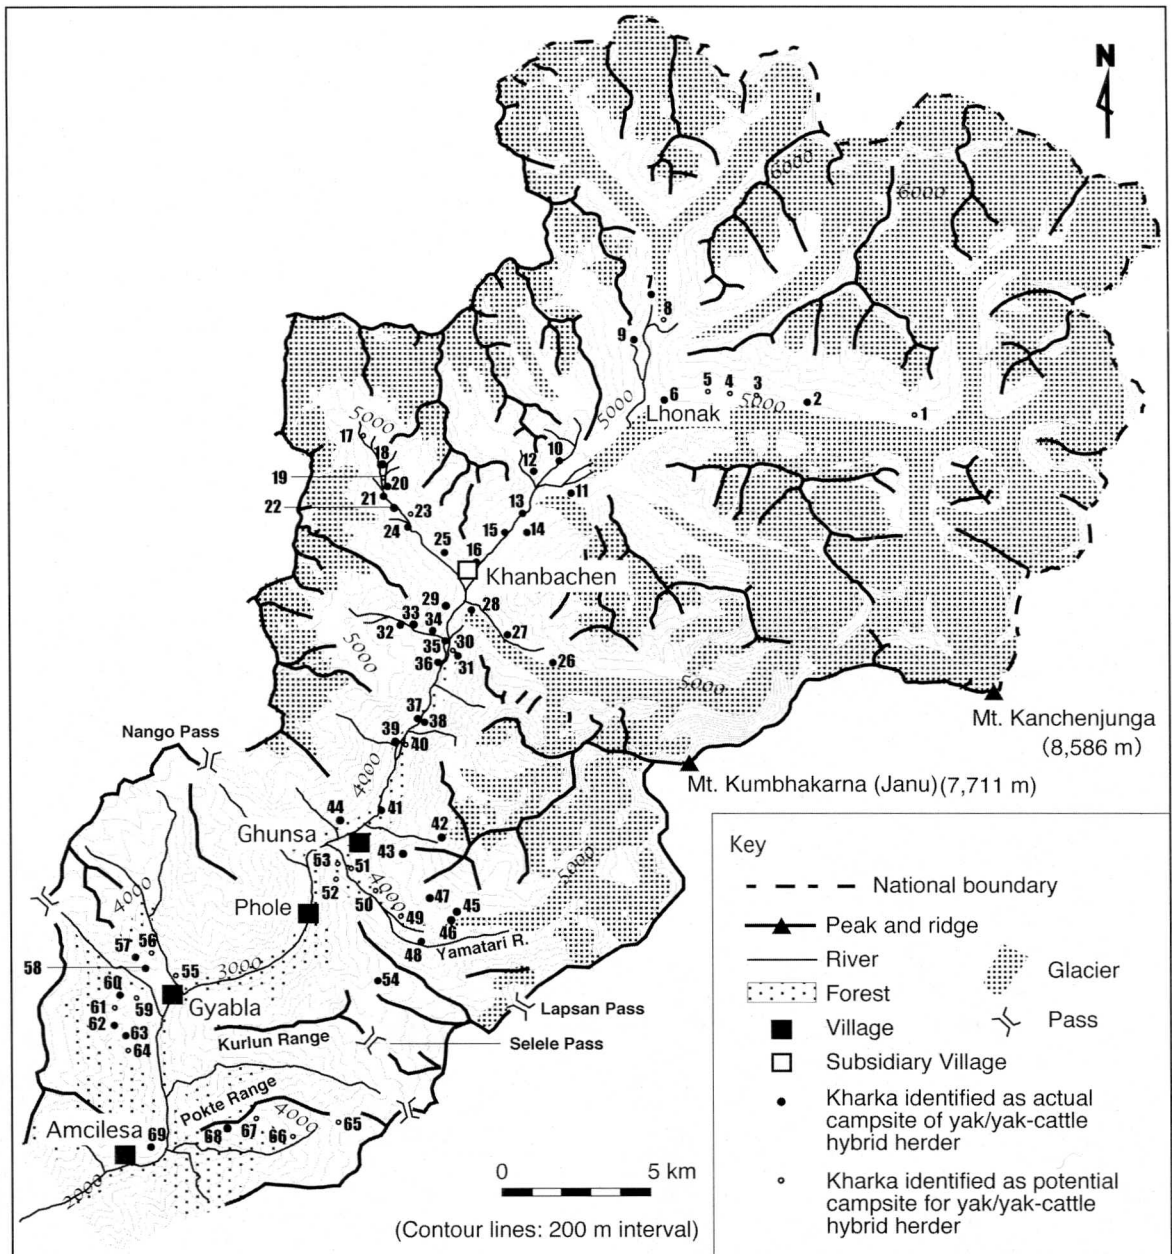 N
6000
6000
7
8
9
5 4 3
6 2 1
5000
5000
Lhonak
5000
17
18
10
12
19
20
11
21
22
23
13
24
15 14
25
16
Khanbachen
29 28
33
34
32
27
35 30
31
36
26
5000
5000
37
38
Mt. Kanchenjunga
(8,586 m)
39
40
Nango Pass
4000
Mt. Kumbhakarna (Janu)(7,711 m)
44 41
42
Ghunsa
43
53 51
52
5000
4000
50
47
45
49
46
48
Yamatari R.
4000
Phole
57 56
58
55
3000
54
60
61 59
Gyabla
62
63
64
Lapsan Pass
Kurlun Range
Selele Pass
Pokte Range
4000
65
67
68 66
Amcilesa 69
2000
0 5 km
(Contour lines: 200 m interval)
Key
National boundary
Peak and ridge
River
Glacier
Forest
Village
Pass
Subsidiary Village
Kharka identified as actual
campsite of yak/yak-cattle
hybrid herder
Kharka identified as potential
campsite for yak/yak-cattle
hybrid herder